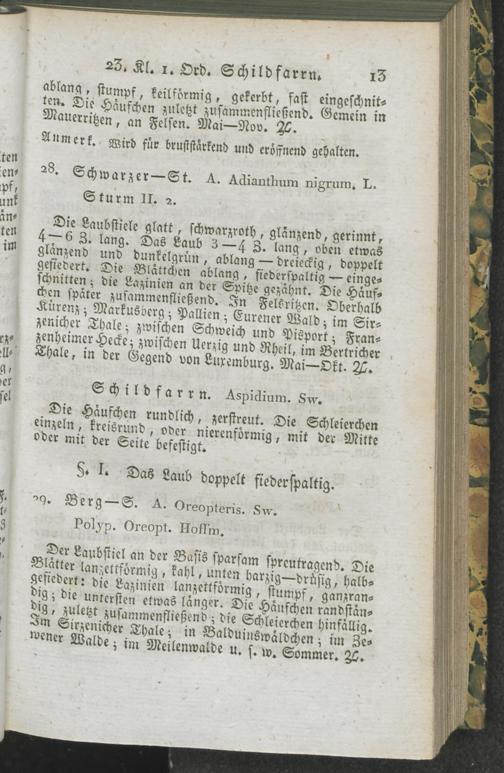 23. Kl. 1. Ord. Schildfarrn. 13
ablang, stumpf, keilförmig, gekerbt, fast eingeschnit-
ten. Die Häufchen zuletzt zusammenfließend. Gemein in
Mauerritzen, an Felsen. Mai—Nov. ♃.
Anmerk. Wird für bruststärkend und eröffnend gehalten.
28. Schwarzer—St. A. Adianthum nigrum. L.
Sturm II. 2.
Die Laubstiele glatt, schwarzroth, glänzend, gerinnt,
4—6 Z. lang. Das Laub 3—4 Z. lang, oben etwas
glänzend und dunkelgrün, ablang—dreieckig, doppelt
gefiedert. Die Blättchen ablang, fiederspaltig—einge-
schnitten; die Lazinien an der Spitze gezähnt. Die Häuf-
chen später zusammenfließend. In Felsritzen. Oberhalb
Kürenz; Markusberg; Pallien; Eurener Wald; im Sir-
zenicher Thale; zwischen Schweich und Pisport; Fran-
zenheimer Hecke; zwischen Uerzig und Rheil, im Bertricher
Thale, in der Gegend von Luxemburg. Mai—Okt. ♃.
Schildfarrn. Aspidium. Sw.
Die Häufchen rundlich, zerstreut. Die Schleierchen
einzeln, kreisrund, oder nierenförmig, mit der Mitte
oder mit der Seite befestigt.
§. I. Das Laub doppelt fiederspaltig.
29. Berg—S. A. Oreopteris. Sw.
Polyp. Oreopt. Hoffm.
Der Laubstiel an der Basis sparsam spreutragend. Die
Blätter lanzettförmig, kahl, unten harzig—drüsig, halb-
gefiedert: die Lazinien lanzettförmig, stumpf, ganzran-
dig; die untersten etwas länger. Die Häufchen randstän-
dig, zuletzt zusammenfließend; die Schleierchen hinfällig.
Im Sirzenicher Thale; in Balduinswäldchen; im Ze-
wener Walde; im Meilenwalde u. s. w. Sommer. ♃.